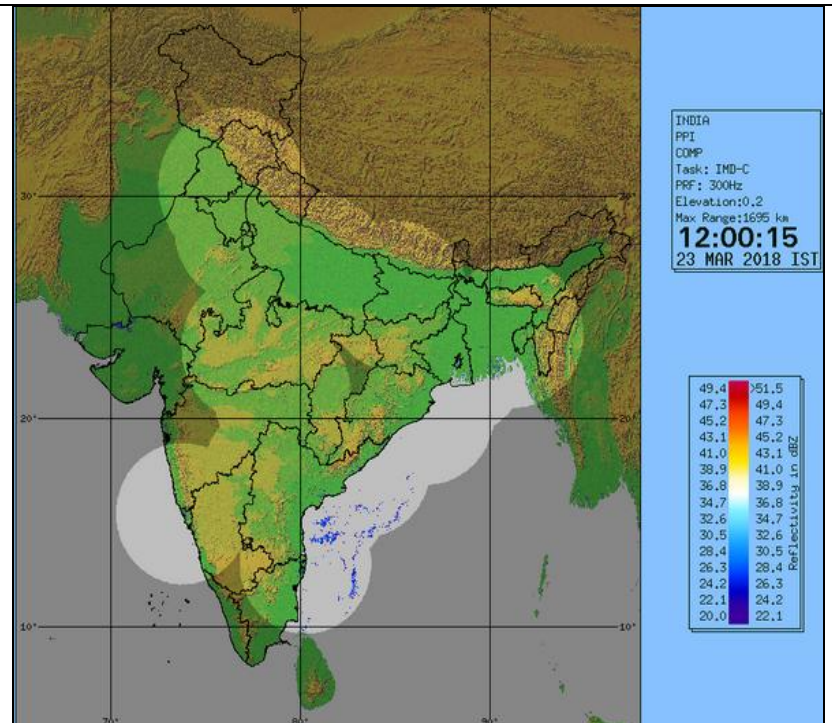 INDIA
PPI
COMP
Task: IMD-C
PRF: 300Hz
Elevation:0.2
Max Range:1695 km
12:00:15
23 MAR 2018 IST
30°
30°
20°
20°
10°
10°
70°
80°
90°
49.4 >51.5
47.3 49.4
45.2 47.3
43.1 45.2
41.0 43.1
38.9 41.0
36.8 38.9
34.7 36.8
32.6 34.7
30.5 32.6
28.4 30.5
26.3 28.4
24.2 26.3
22.1 24.2
20.0 22.1
Reflectivity in dBZ